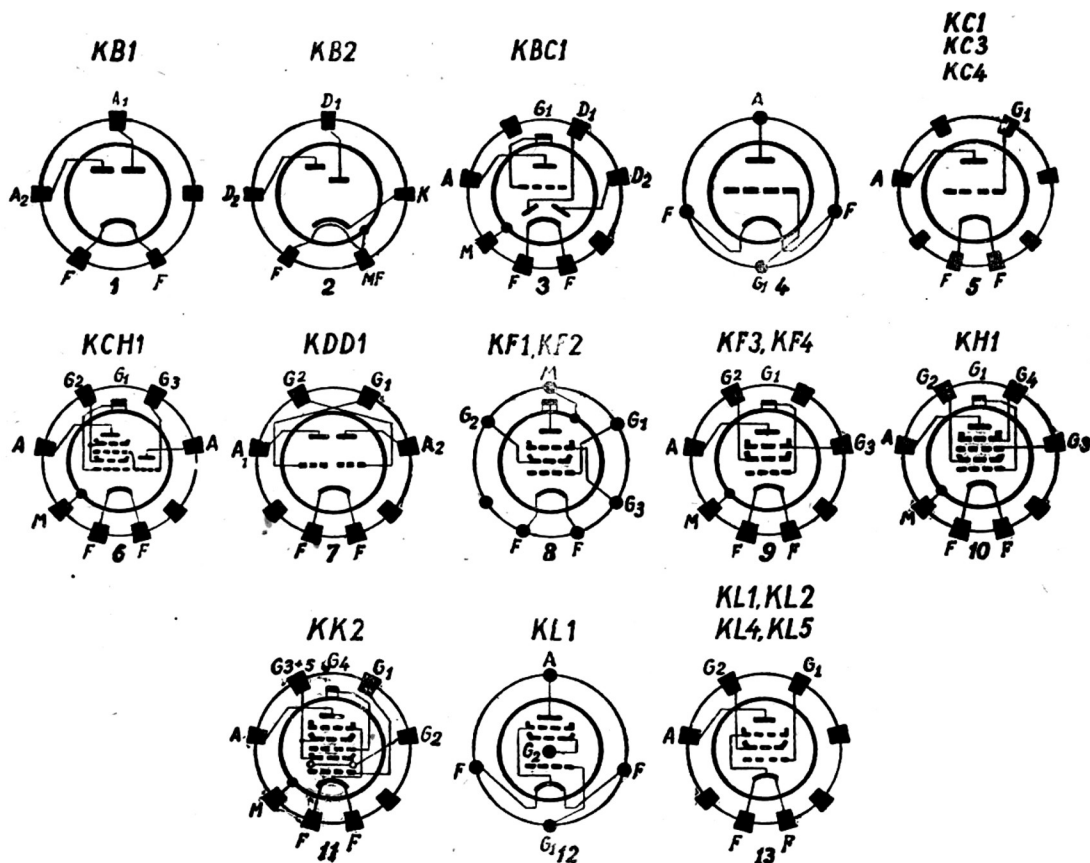 KB1
KB2
KBC1
KC1
KC3
KC4
A1
A2
F
F
1
D1
D2
K
F
MF
2
G1
D1
A
D2
M
F
F
3
A
F
F
G1
4
G1
A
F
F
5
KCH1
KDD1
KF1, KF2
KF3, KF4
KH1
G2
G1
G3
A
A
M
F
F
6
G2
G1
A1
A2
F
F
7
M
G2
G1
G3
F
F
8
G2
G1
A
G3
M
F
F
9
G2
G1
G4
A
G3
M
F
F
10
KK2
KL1
KL1, KL2
KL4, KL5
G3+5
G4
G1
A
G2
M
F
F
11
A
G2
F
F
G1
12
G2
G1
A
F
F
13